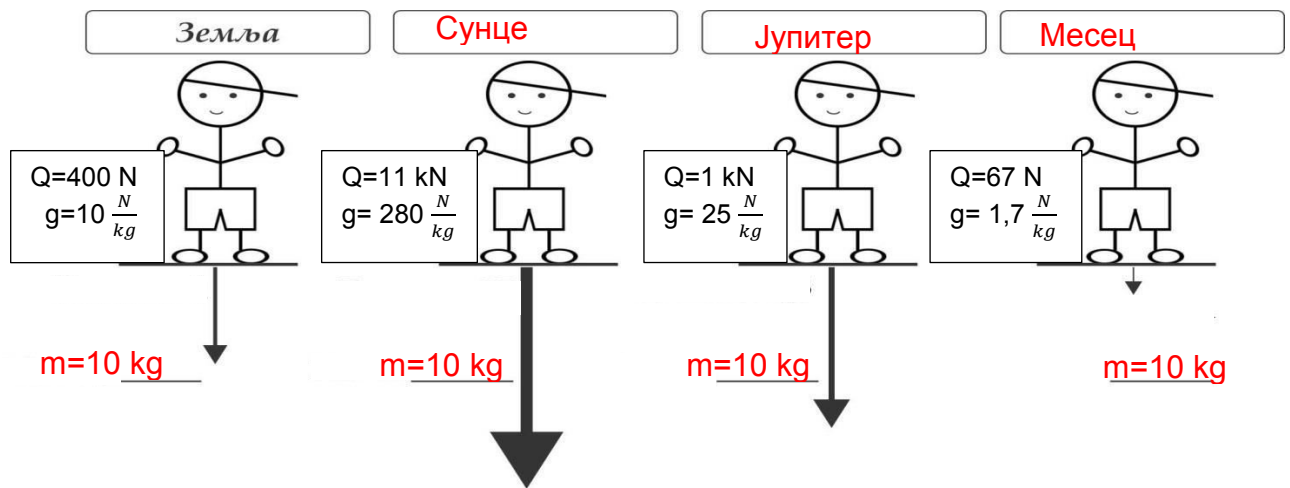 Земља
Сунце
Јупитер
Месец
Q=400 N
g=10 N/kg
Q=11 kN
g= 280 N/kg
Q=1 kN
g= 25 N/kg
Q=67 N
g= 1,7 N/kg
m=10 kg
m=10 kg
m=10 kg
m=10 kg